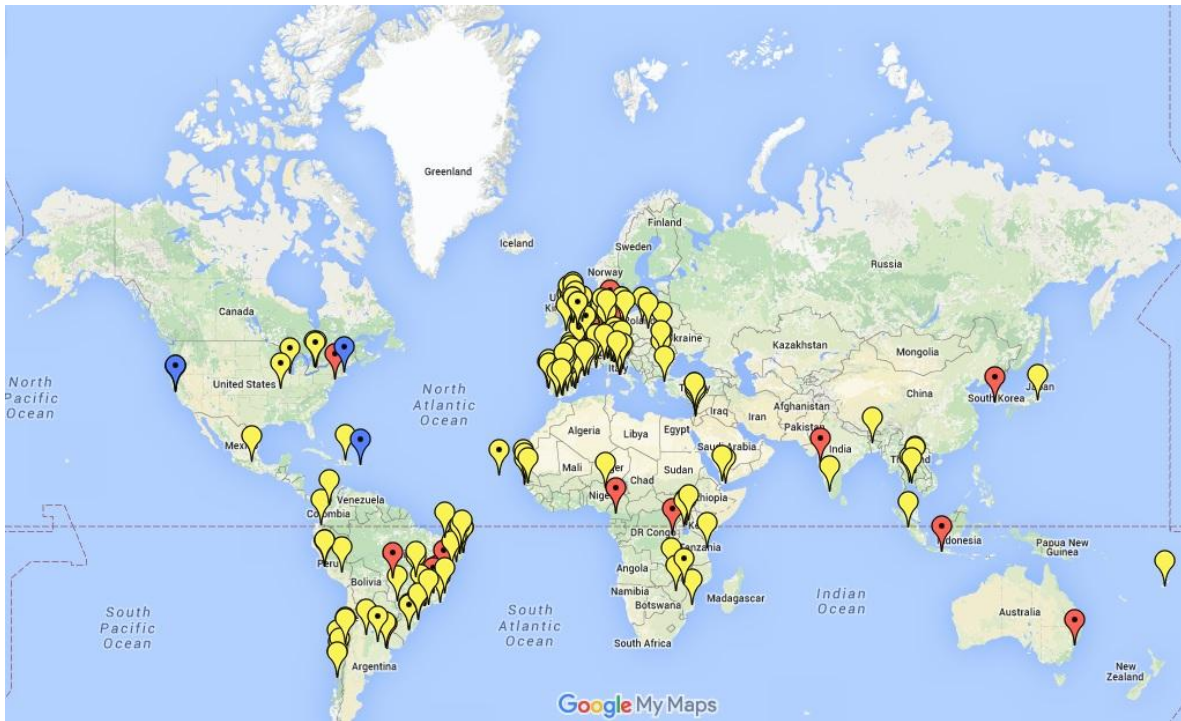 Greenland
Iceland
Finland
Sweden
Norway
Russia
Canada
Ukraine
Kazakhstan
Mongolia
North
Pacific
Ocean
United States
North
Atlantic
Ocean
Italy
China
South Korea
Japan
Iraq
Iran
Afghanistan
Pakistan
Algeria
Libya
Egypt
Saudi Arabia
India
Mali
Chad
Sudan
Ethiopia
Venezuela
Colombia
DR Congo
Tanzania
Indonesia
Papua New
Guinea
Peru
Bolivia
Angola
Namibia
Botswana
Madagascar
Indian
Ocean
Australia
South
Pacific
Ocean
South
Atlantic
Ocean
South Africa
Argentina
New
Zealand
Google My Maps